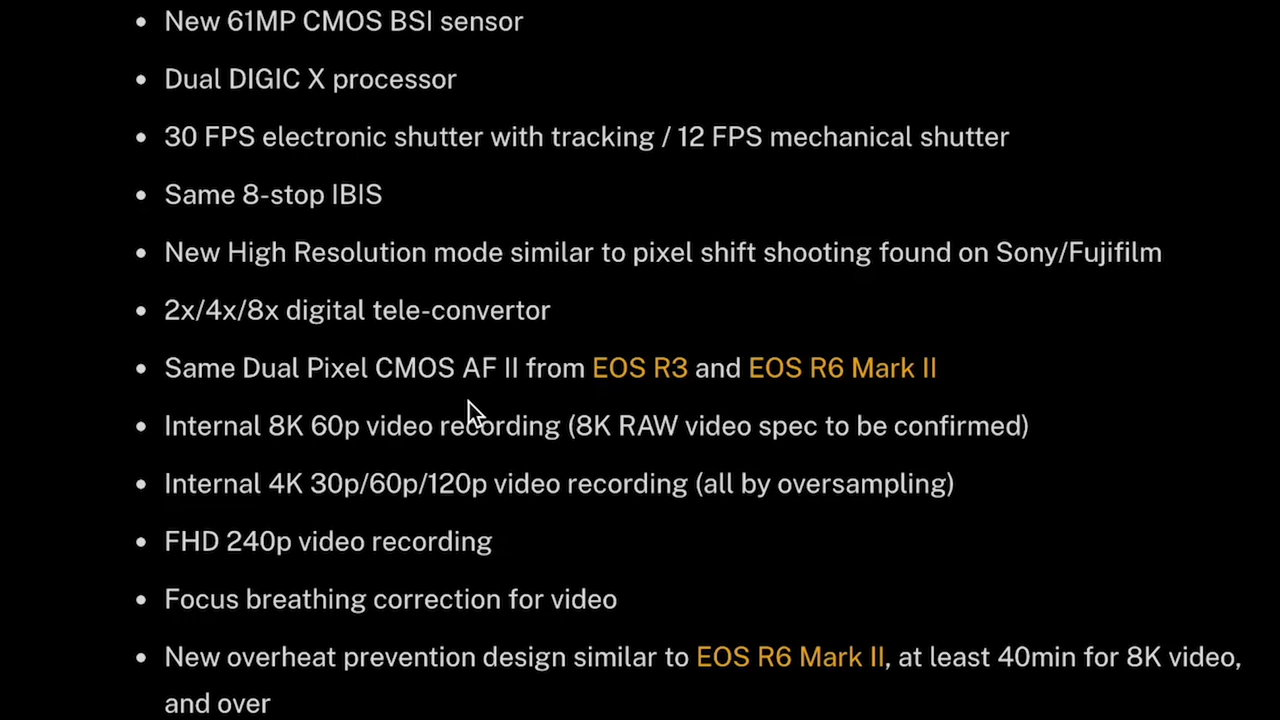 • New 61MP CMOS BSI sensor
• Dual DIGIC X processor
• 30 FPS electronic shutter with tracking / 12 FPS mechanical shutter
• Same 8-stop IBIS
• New High Resolution mode similar to pixel shift shooting found on Sony/Fujifilm
• 2x/4x/8x digital tele-convertor
• Same Dual Pixel CMOS AF II from EOS R3 and EOS R6 Mark II
• Internal 8K 60p video recording (8K RAW video spec to be confirmed)
• Internal 4K 30p/60p/120p video recording (all by oversampling)
• FHD 240p video recording
• Focus breathing correction for video
• New overheat prevention design similar to EOS R6 Mark II, at least 40min for 8K video,
and over